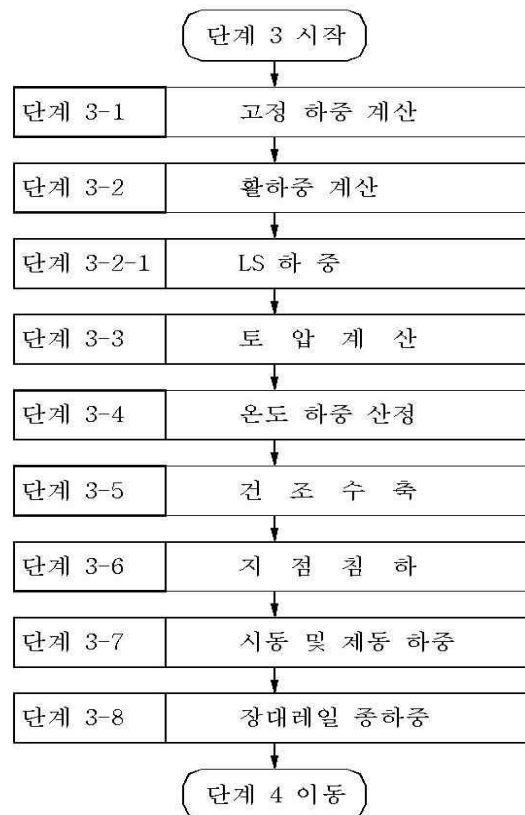 단계 3 시작
단계 3-1 고정 하중 계산
단계 3-2 활하중 계산
단계 3-2-1 LS 하 중
단계 3-3 토 압 계 산
단계 3-4 온도 하중 산정
단계 3-5 건 조 수 축
단계 3-6 지 점 침 하
단계 3-7 시동 및 제동 하중
단계 3-8 장대레일 종하중
단계 4 이동